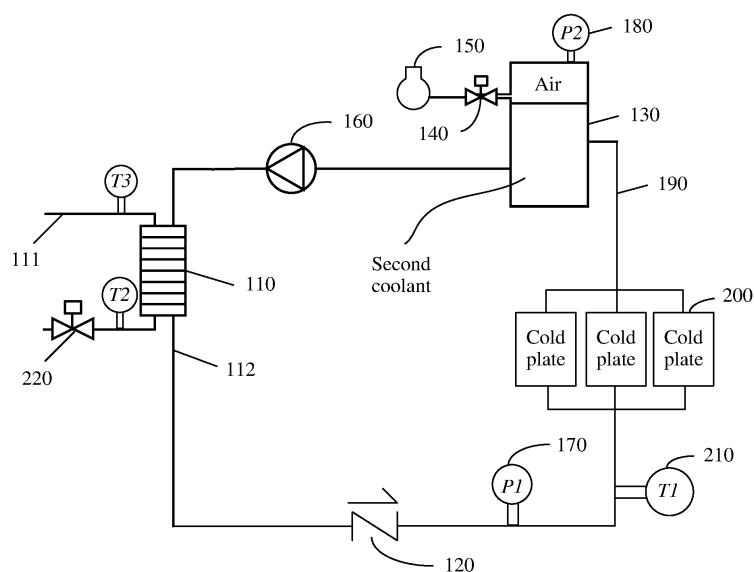 150
P2
180
Air
160
140
130
T3
190
111
110
Second
coolant
T2
200
Cold
plate
Cold
plate
Cold
plate
220
112
170
210
P1
T1
120